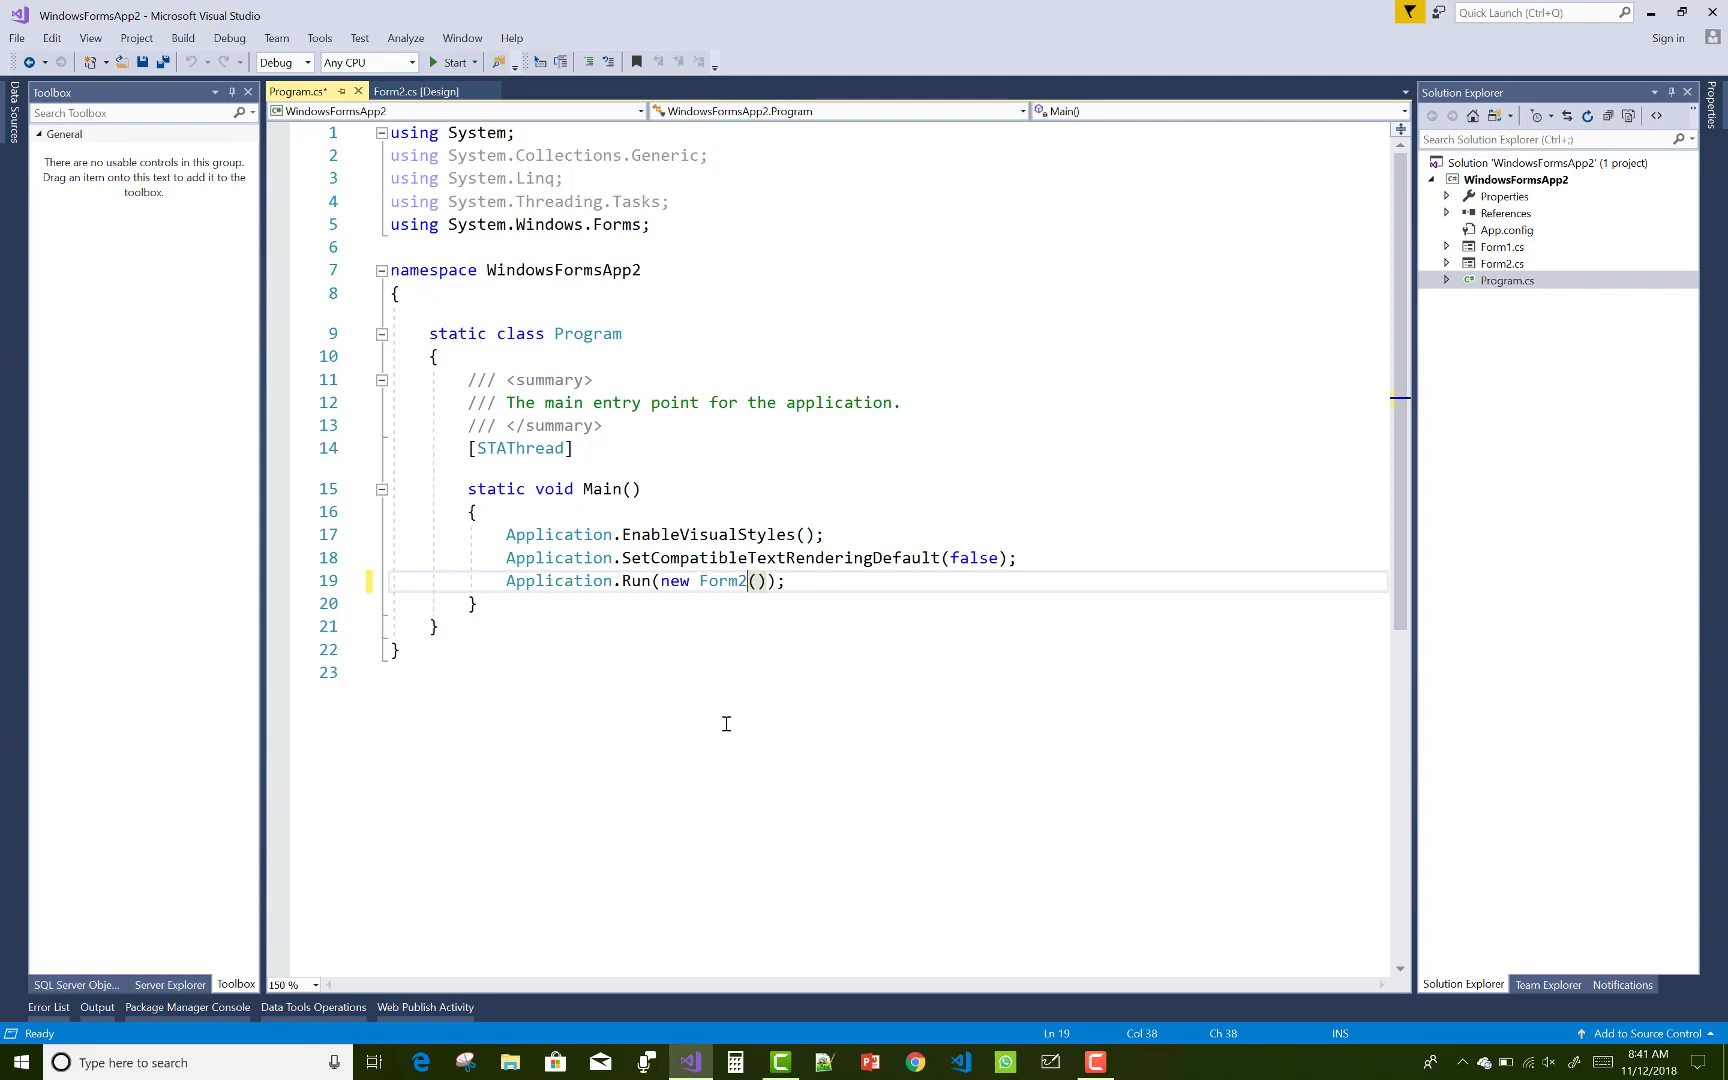 WindowsFormsApp2 - Microsoft Visual Studio
Quick Launch (Ctrl+Q)
File Edit View Project Build Debug Team Tools Test Analyze Window Help
Sign in
Debug Any CPU Start
Data Sources
Toolbox
Search Toolbox
General
There are no usable controls in this group.
Drag an item onto this text to add it to the
toolbox.
Program.cs* Form2.cs [Design]
WindowsFormsApp2 WindowsFormsApp2.Program Main()
1 using System;
2 using System.Collections.Generic;
3 using System.Linq;
4 using System.Threading.Tasks;
5 using System.Windows.Forms;
6
7 namespace WindowsFormsApp2
8 {
9 static class Program
10 {
11 /// <summary>
12 /// The main entry point for the application.
13 /// </summary>
14 [STAThread]
15 static void Main()
16 {
17 Application.EnableVisualStyles();
18 Application.SetCompatibleTextRenderingDefault(false);
19 Application.Run(new Form2());
20 }
21 }
22 }
23
150 %
Solution Explorer
Search Solution Explorer (Ctrl+;)
Solution 'WindowsFormsApp2' (1 project)
WindowsFormsApp2
Properties
References
App.config
Form1.cs
Form2.cs
Program.cs
Properties
SQL Server Obje... Server Explorer Toolbox
Solution Explorer Team Explorer Notifications
Error List Output Package Manager Console Data Tools Operations Web Publish Activity
Ready Ln 19 Col 38 Ch 38 INS Add to Source Control
Type here to search
8:41 AM
11/12/2018